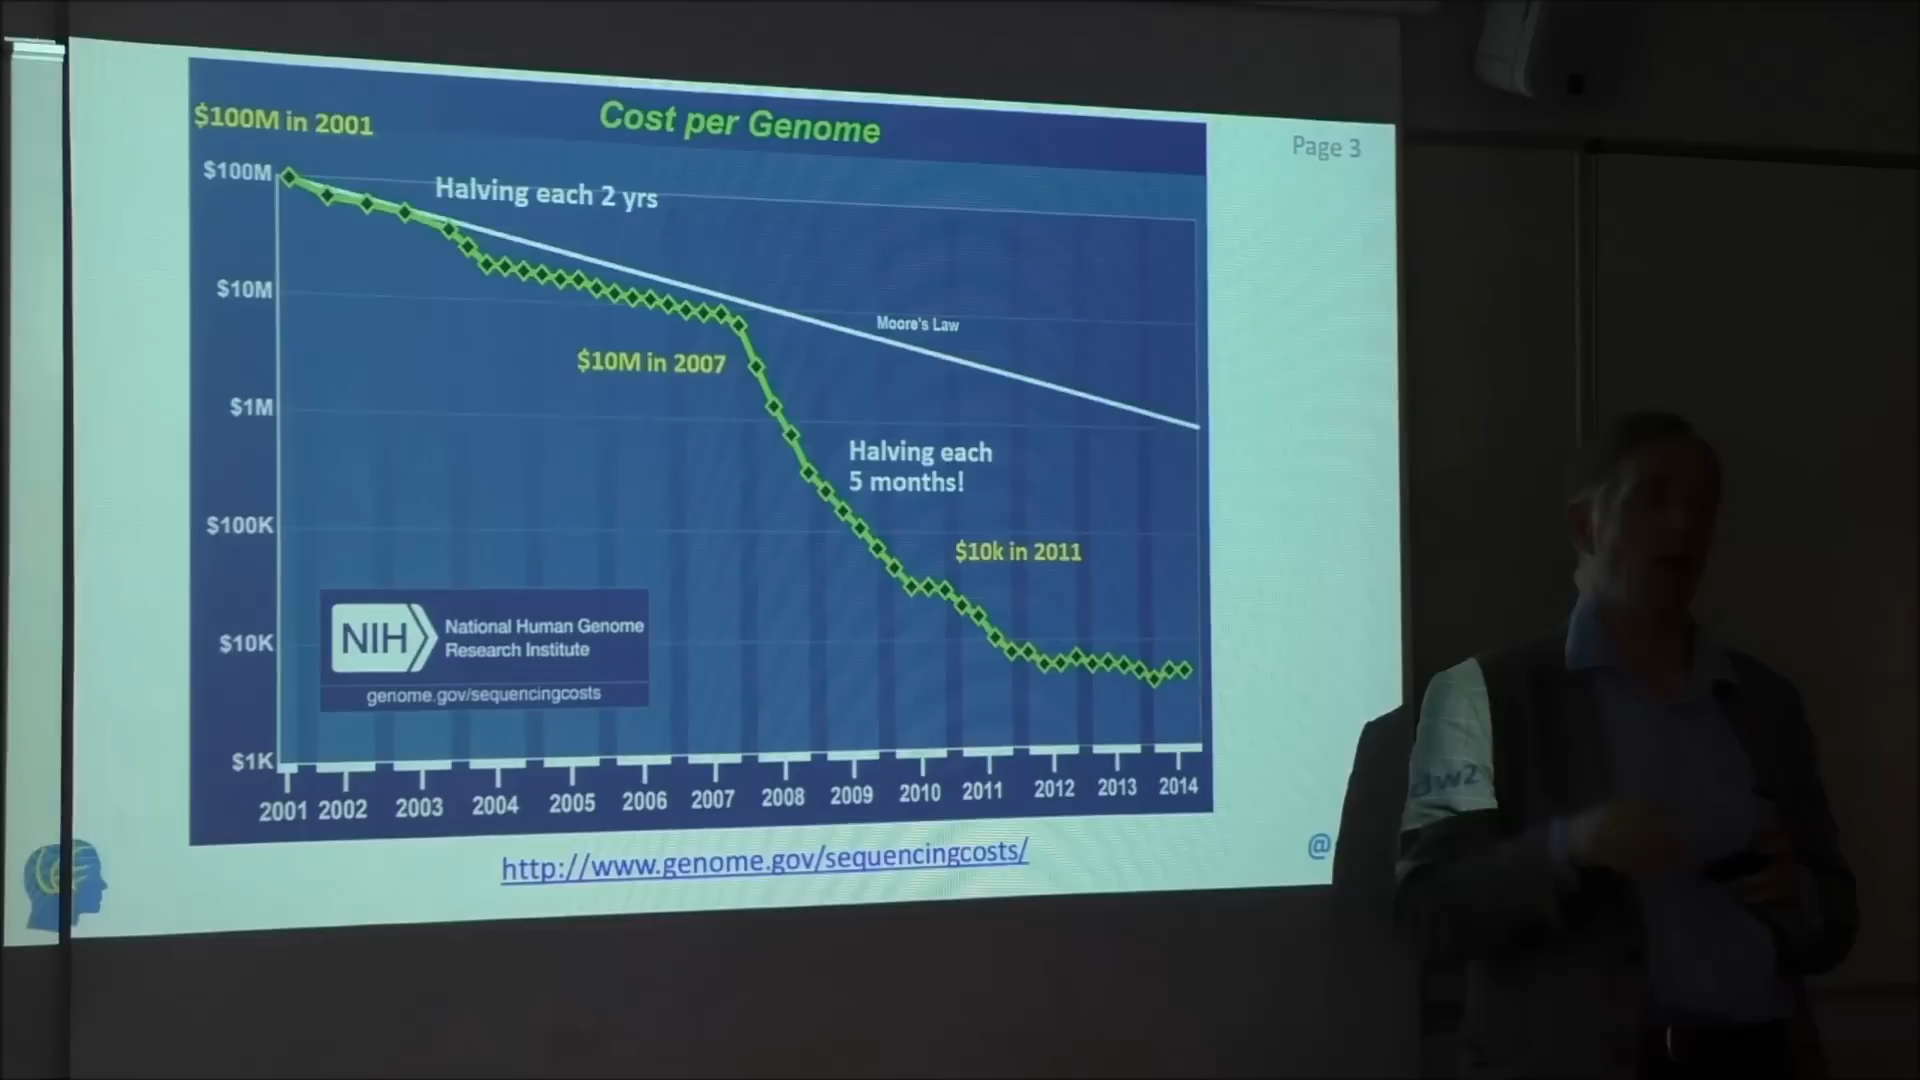 $100M in 2001
Cost per Genome
Page 3
$100M
Halving each 2 yrs
$10M
Moore's Law
$10M in 2007
$1M
Halving each
5 months!
$100K
$10k in 2011
$10K
NIH
National Human Genome
Research Institute
genome.gov/sequencingcosts
$1K
2001 2002 2003 2004 2005 2006 2007 2008 2009 2010 2011 2012 2013 2014
http://www.genome.gov/sequencingcosts/
@
dw2